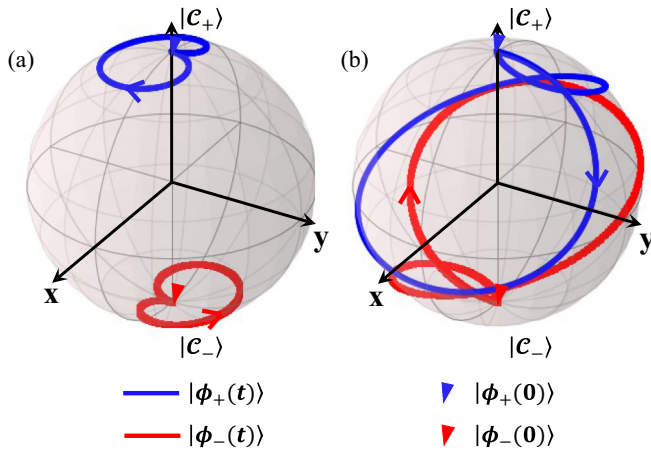 (a) |𝓒₊⟩ (b) |𝓒₊⟩
y y
x x
|𝓒₋⟩ |𝓒₋⟩
|ϕ₊(t)⟩ |ϕ₊(0)⟩
|ϕ₋(t)⟩ |ϕ₋(0)⟩